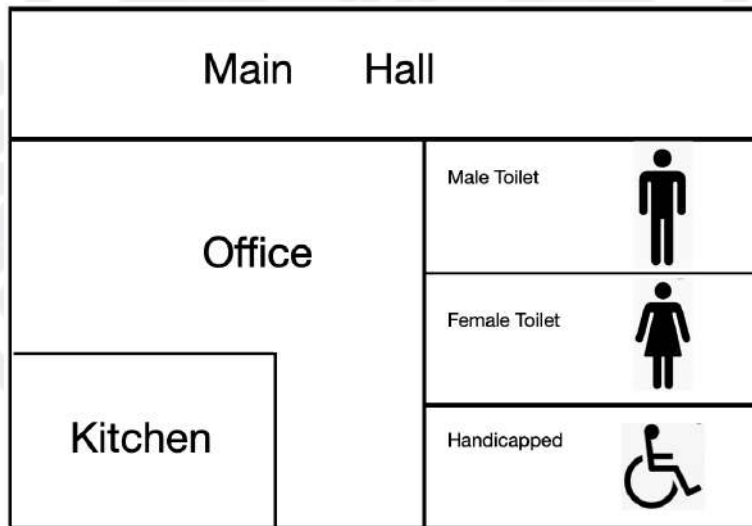 Main Hall
Male Toilet
Office
Female Toilet
Kitchen
Handicapped